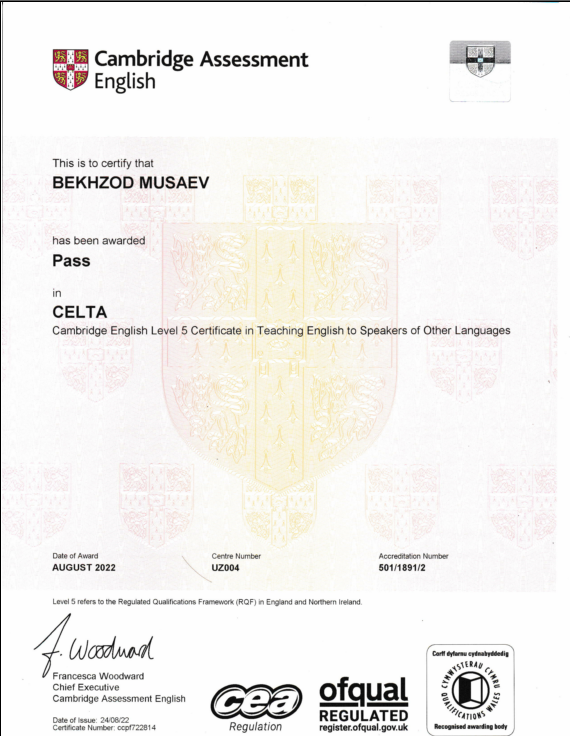 Cambridge Assessment
English
This is to certify that
BEKHZOD MUSAEV
has been awarded
Pass
in
CELTA
Cambridge English Level 5 Certificate in Teaching English to Speakers of Other Languages
Date of Award
AUGUST 2022
Centre Number
UZ004
Accreditation Number
501/1891/2
Level 5 refers to the Regulated Qualifications Framework (RQF) in England and Northern Ireland.
F. Woodward
Francesca Woodward
Chief Executive
Cambridge Assessment English
Date of Issue: 24/08/22
Certificate Number: ccpf722814
cea
Regulation
ofqual
REGULATED
register.ofqual.gov.uk
Corff dyfarnu cydnabyddedig
CYMWYSTERAU CYMRU
QUALIFICATIONS WALES
Recognised awarding body